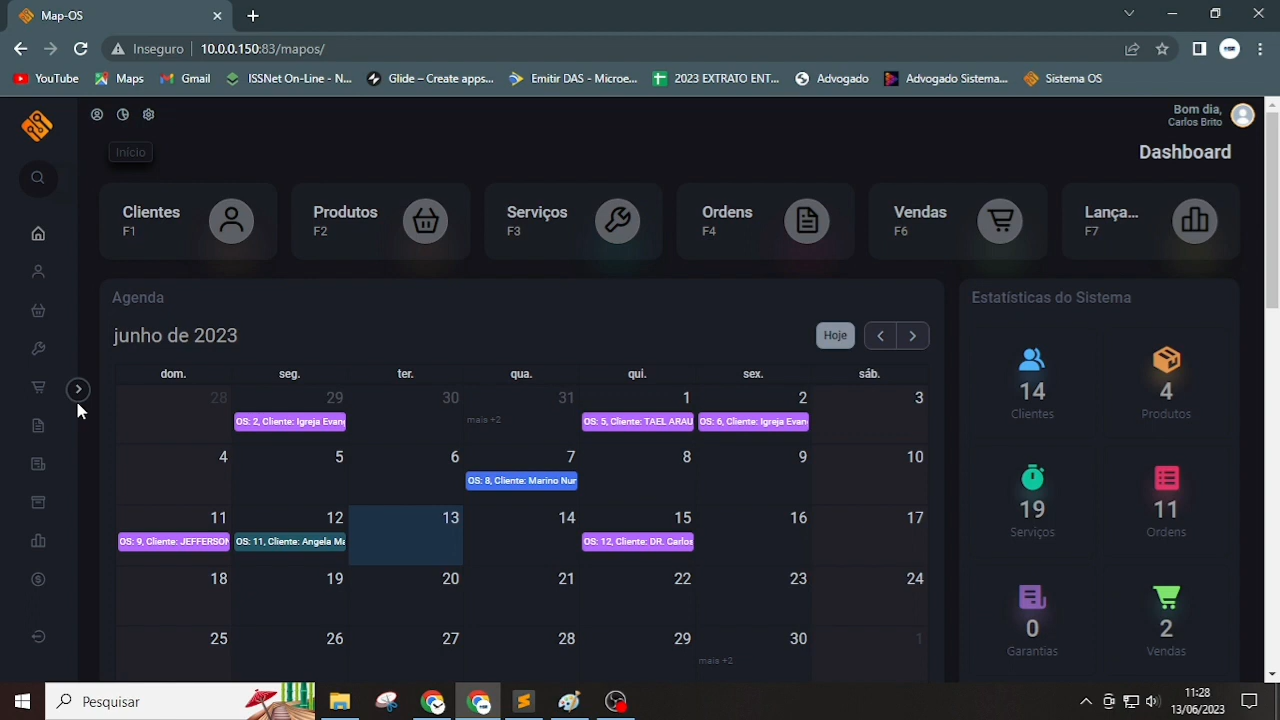 Map-OS
Inseguro
10.0.0.150:83/mapos/
YouTube
Maps
Gmail
ISSNet On-Line - N...
Glide – Create apps...
Emitir DAS - Microe...
2023 EXTRATO ENT...
Advogado
Advogado Sistema...
Sistema OS
Bom dia,
Carlos Brito
Início
Dashboard
Clientes
F1
Produtos
F2
Serviços
F3
Ordens
F4
Vendas
F6
Lança...
F7
Agenda
junho de 2023
Hoje
dom. seg. ter. qua. qui. sex. sáb.
28 29 30 31 1 2 3
OS: 2, Cliente: Igreja Evan
mais +2
OS: 5, Cliente: TAEL ARAU
OS: 6, Cliente: Igreja Evan
4 5 6 7 8 9 10
OS: 8, Cliente: Marino Nur
11 12 13 14 15 16 17
OS: 9, Cliente: JEFFERSON
OS: 11, Cliente: Angela Ma
OS: 12, Cliente: DR. Carlos
18 19 20 21 22 23 24
25 26 27 28 29 30 1
mais +2
Estatísticas do Sistema
14
Clientes
4
Produtos
19
Serviços
11
Ordens
0
Garantias
2
Vendas
Pesquisar
11:28
13/06/2023